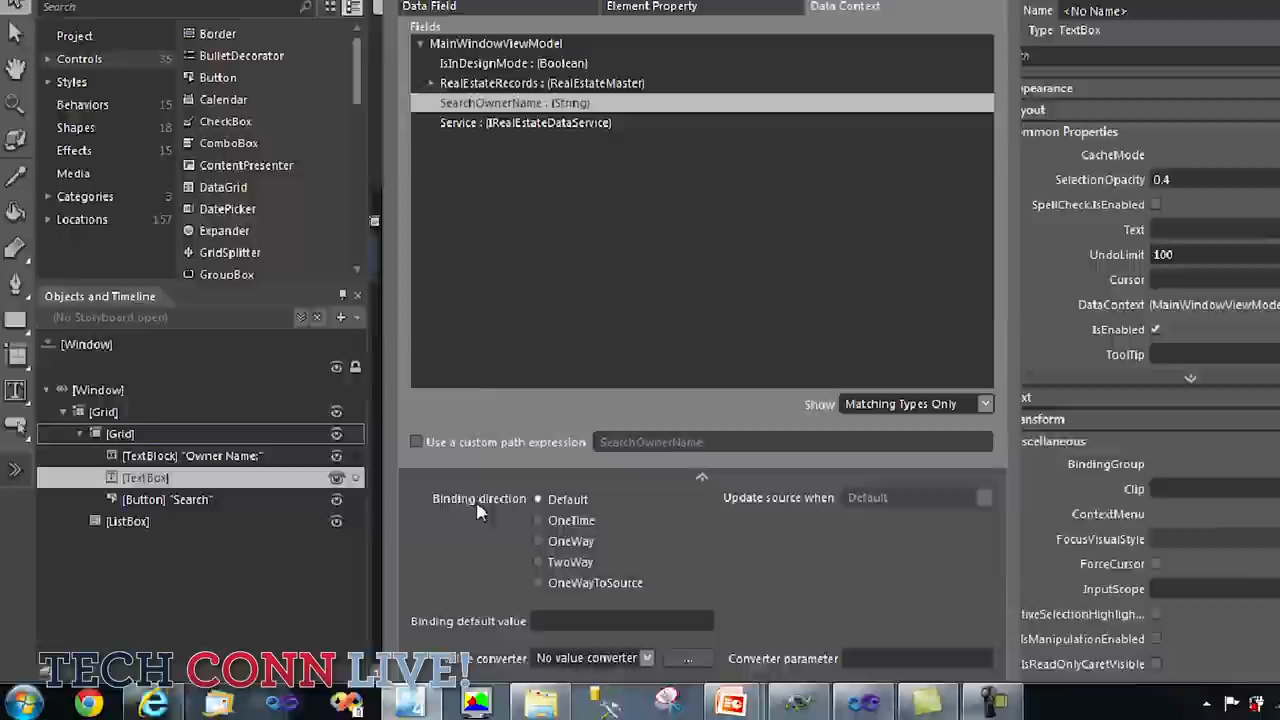 Search
Project
Controls 35
Styles
Behaviors 15
Shapes 18
Effects 15
Media
Categories 3
Locations 157
Border
BulletDecorator
Button
Calendar
CheckBox
ComboBox
ContentPresenter
DataGrid
DatePicker
Expander
GridSplitter
GroupBox
Objects and Timeline
(No Storyboard open)
[Window]
[Window]
[Grid]
[Grid]
[TextBlock] "Owner Name:"
[TextBox]
[Button] "Search"
[ListBox]
Data Field
Element Property
Data Context
Fields
MainWindowViewModel
IsInDesignMode : (Boolean)
RealEstateRecords : (RealEstateMaster)
SearchOwnerName : (String)
Service : (IRealEstateDataService)
Show Matching Types Only
Use a custom path expression SearchOwnerName
Binding direction Default
OneTime
OneWay
TwoWay
OneWayToSource
Update source when Default
Binding default value
converter No value converter ...
Converter parameter
Name <No Name>
Type TextBox
th
ppearance
yout
ommon Properties
CacheMode
SelectionOpacity 0.4
SpellCheck.IsEnabled
Text
UndoLimit 100
Cursor
DataContext (MainWindowViewMode
IsEnabled
ToolTip
xt
ansform
scellaneous
BindingGroup
Clip
ContextMenu
FocusVisualStyle
ForceCursor
InputScope
tiveSelectionHighligh...
IsManipulationEnabled
IsReadOnlyCaretVisible
TECH CONN LIVE!